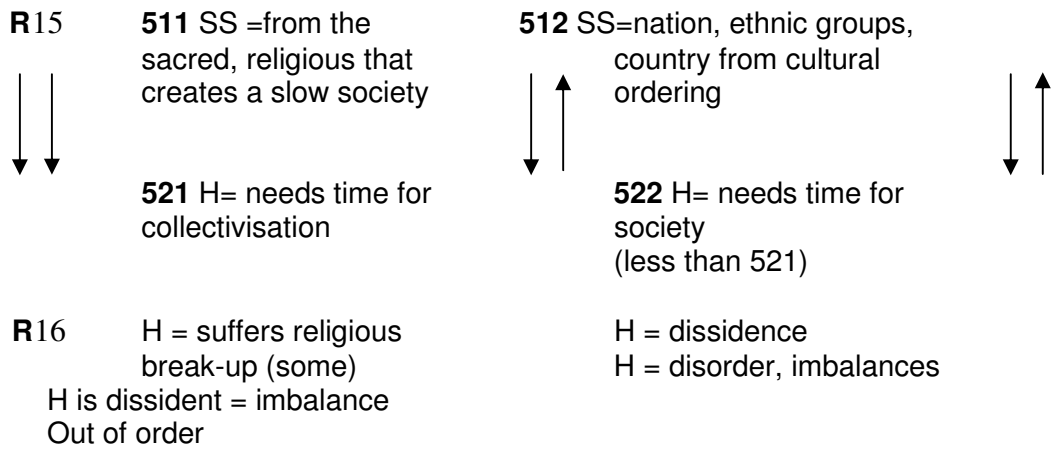 R15 511 SS =from the 512 SS=nation, ethnic groups,
sacred, religious that country from cultural
creates a slow society ordering
521 H= needs time for 522 H= needs time for
collectivisation society
(less than 521)
R16 H = suffers religious H = dissidence
break-up (some) H = disorder, imbalances
H is dissident = imbalance
Out of order